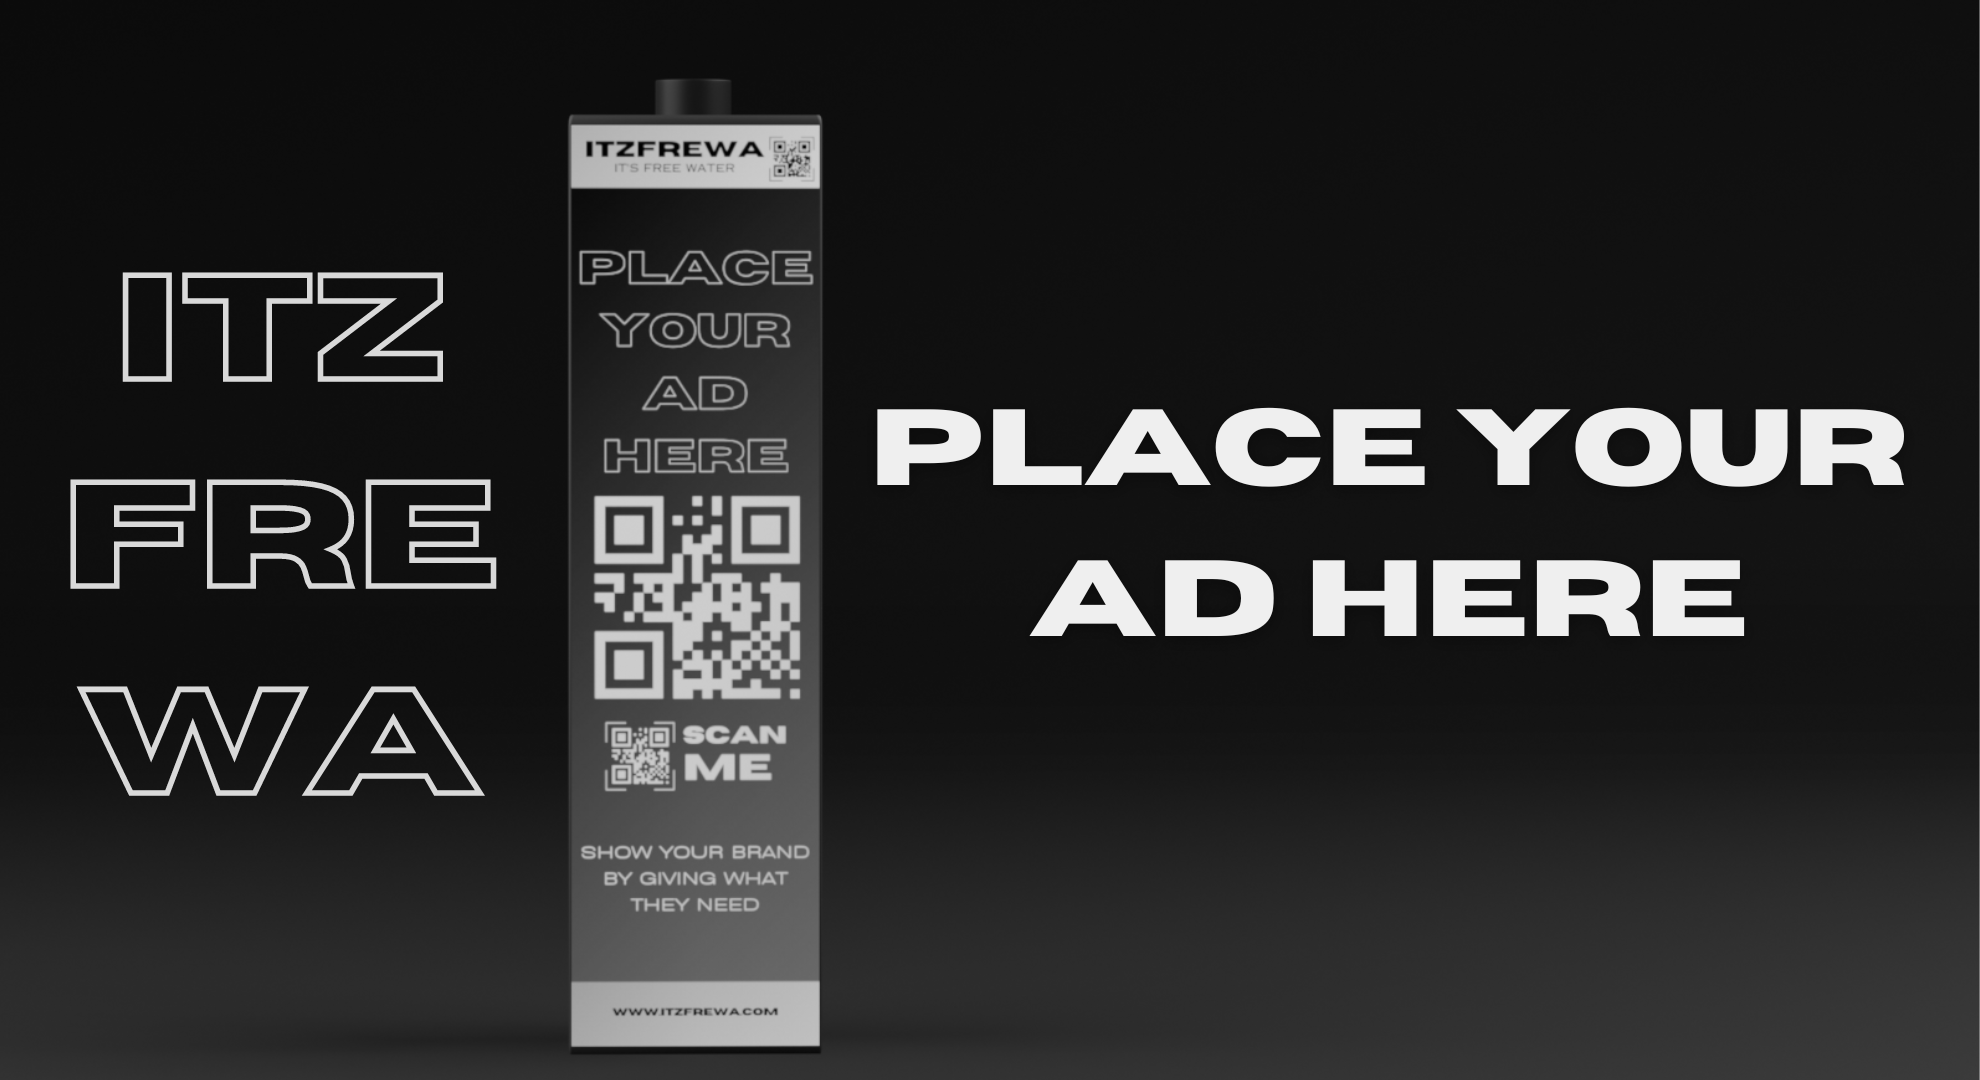 ITZ
FRE
WA
ITZFREWA
IT'S FREE WATER
PLACE
YOUR
AD
HERE
SCAN
ME
SHOW YOUR BRAND
BY GIVING WHAT
THEY NEED
WWW.ITZFREWA.COM
PLACE YOUR
AD HERE